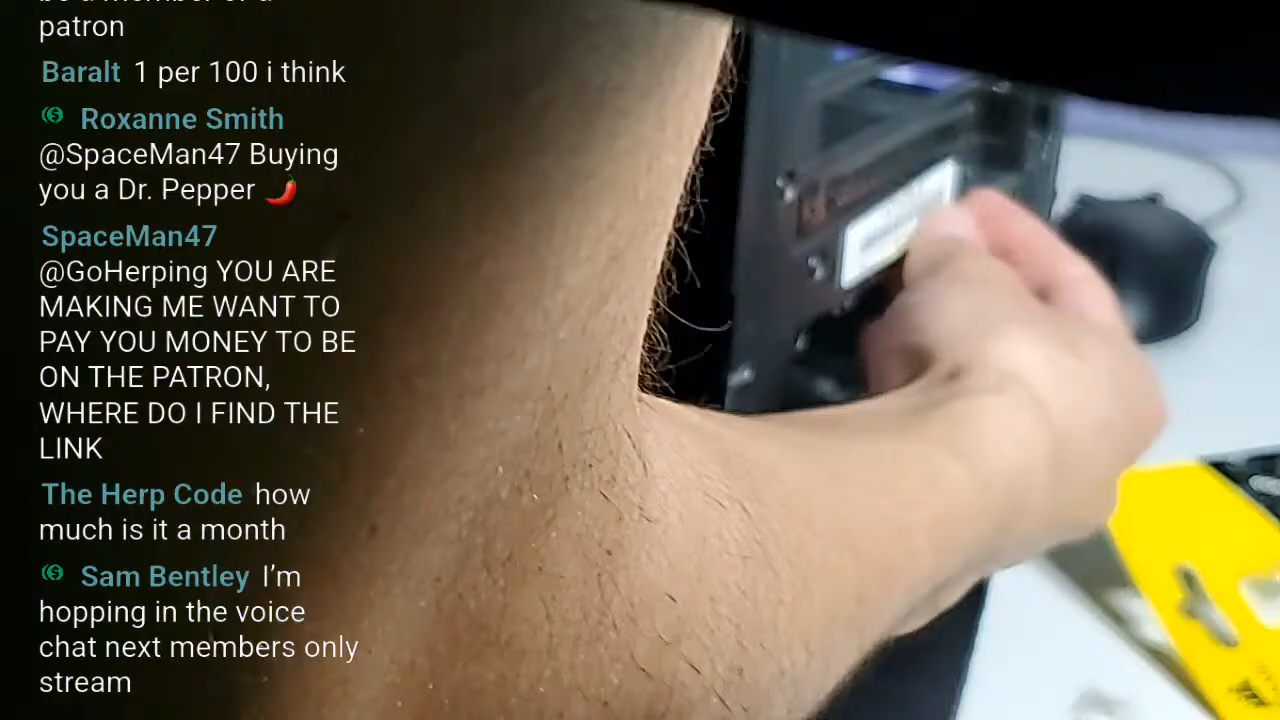 patron
Baralt 1 per 100 i think
Roxanne Smith
@SpaceMan47 Buying
you a Dr. Pepper 🌶️
SpaceMan47
@GoHerping YOU ARE
MAKING ME WANT TO
PAY YOU MONEY TO BE
ON THE PATRON,
WHERE DO I FIND THE
LINK
The Herp Code how
much is it a month
Sam Bentley I’m
hopping in the voice
chat next members only
stream